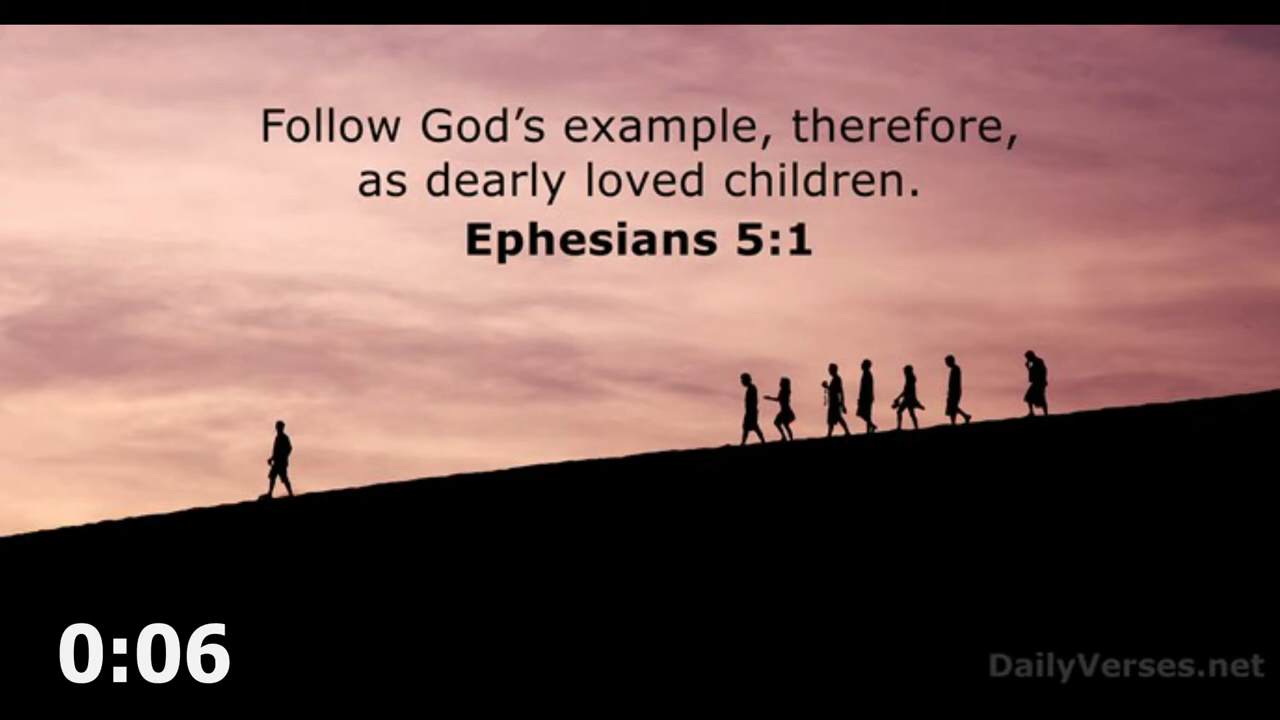 Follow God’s example, therefore,
as dearly loved children.
Ephesians 5:1
0:06
DailyVerses.net